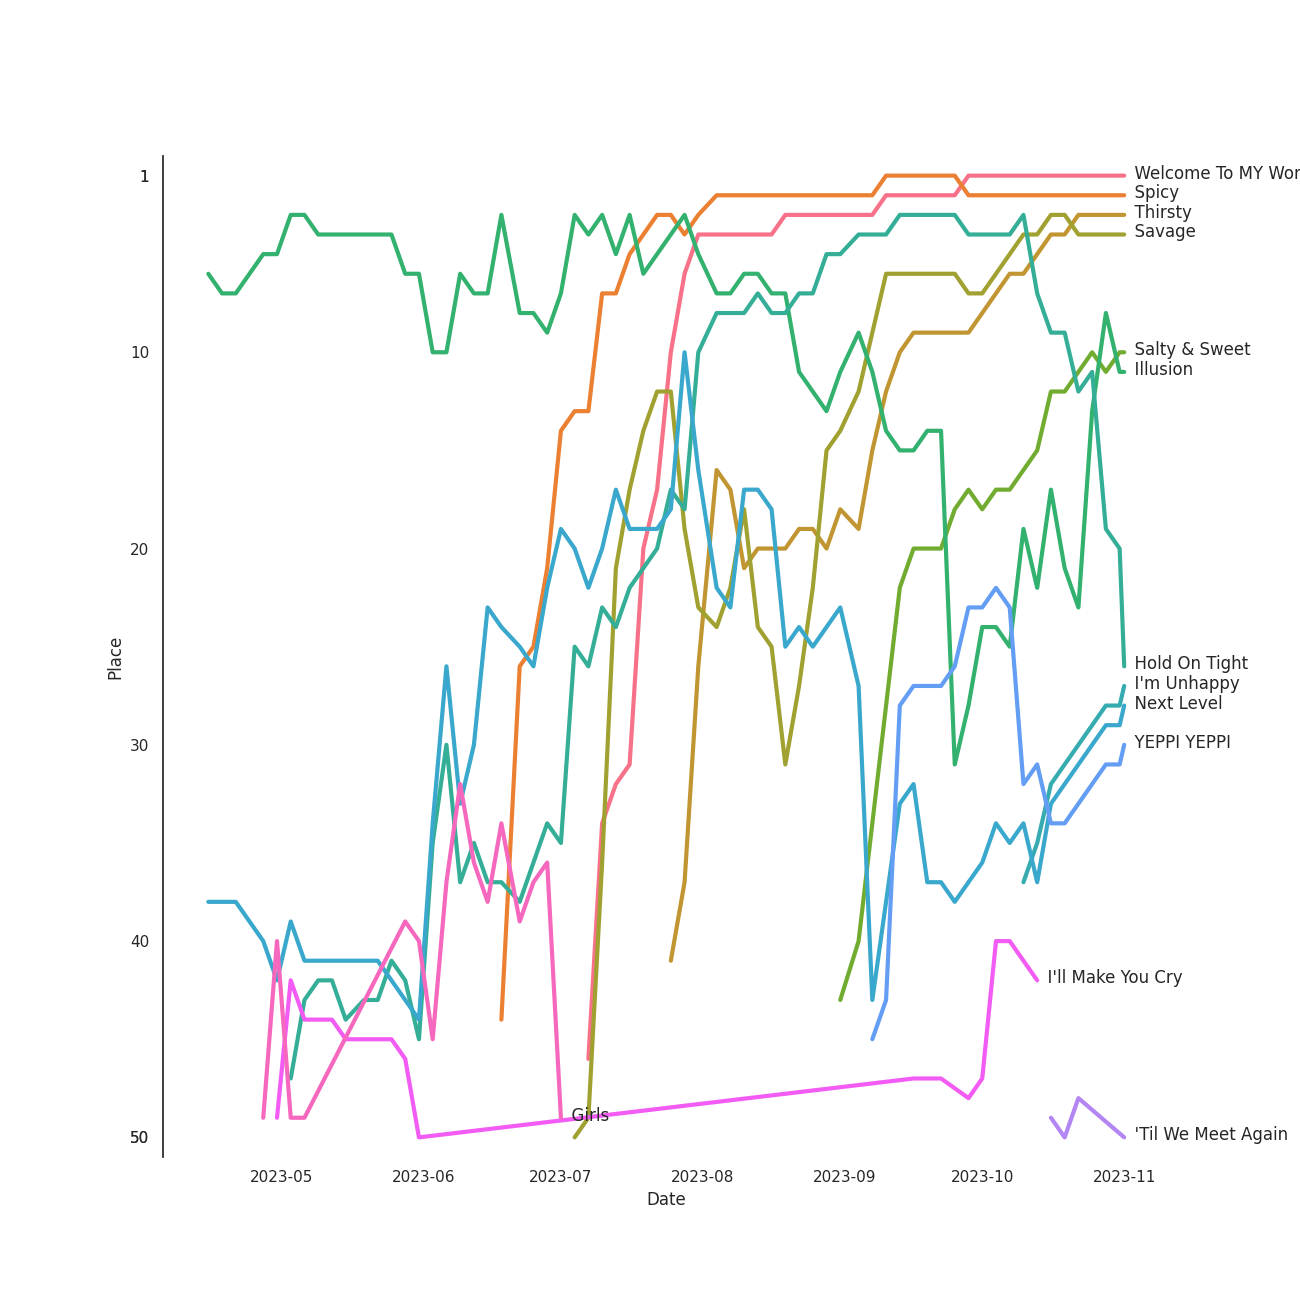 1
10
20
30
40
50
Place
Welcome To MY Wor
Spicy
Thirsty
Savage
Salty & Sweet
Illusion
Hold On Tight
I'm Unhappy
Next Level
YEPPI YEPPI
I'll Make You Cry
Girls
'Til We Meet Again
2023-05 2023-06 2023-07 2023-08 2023-09 2023-10 2023-11
Date